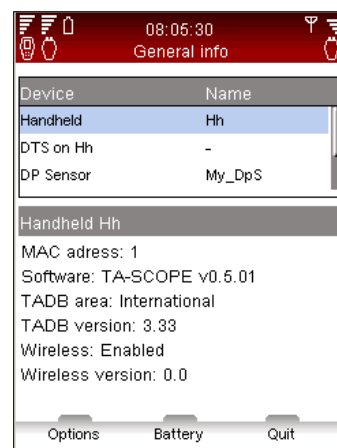 08:05:30
General info
Device Name
Handheld Hh
DTS on Hh -
DP Sensor My_DpS
Handheld Hh
MAC adress: 1
Software: TA-SCOPE v0.5.01
TADB area: International
TADB version: 3.33
Wireless: Enabled
Wireless version: 0.0
Options Battery Quit